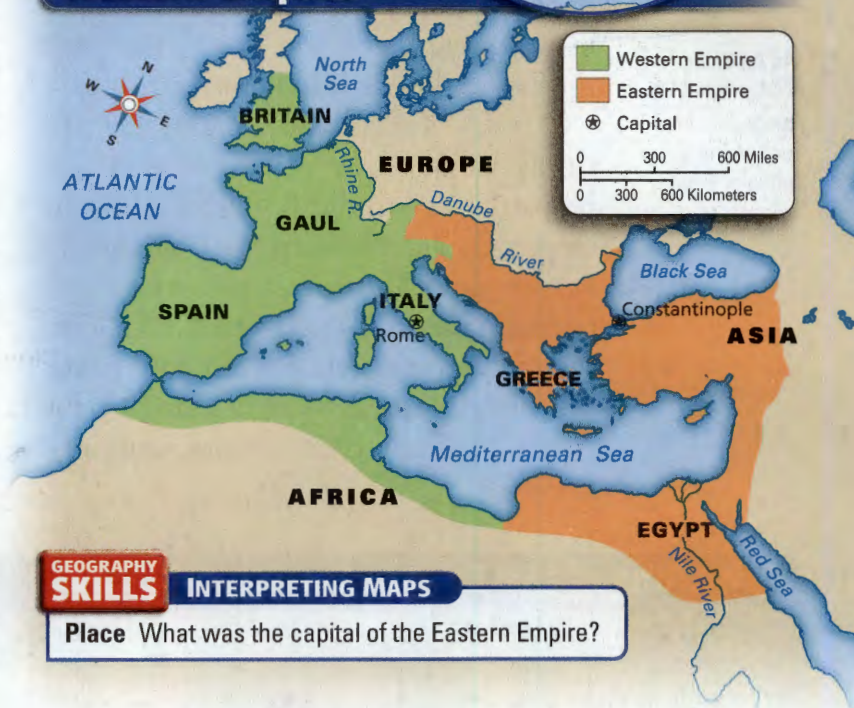 Western Empire
Eastern Empire
Capital
0 300 600 Miles
0 300 600 Kilometers
N
W
E
S
North
Sea
BRITAIN
ATLANTIC
OCEAN
Rhine R.
EUROPE
GAUL
Danube
River
Black Sea
SPAIN
ITALY
Rome
Constantinople
ASIA
GREECE
Mediterranean Sea
AFRICA
EGYPT
Nile River
Red Sea
GEOGRAPHY
SKILLS
INTERPRETING MAPS
Place What was the capital of the Eastern Empire?